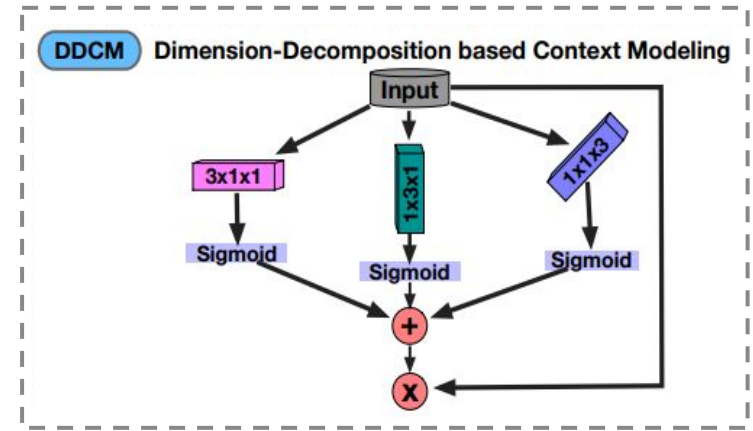 DDCM Dimension-Decomposition based Context Modeling
Input
3x1x1
1x3x1
1x1x3
Sigmoid
Sigmoid
Sigmoid
+
x